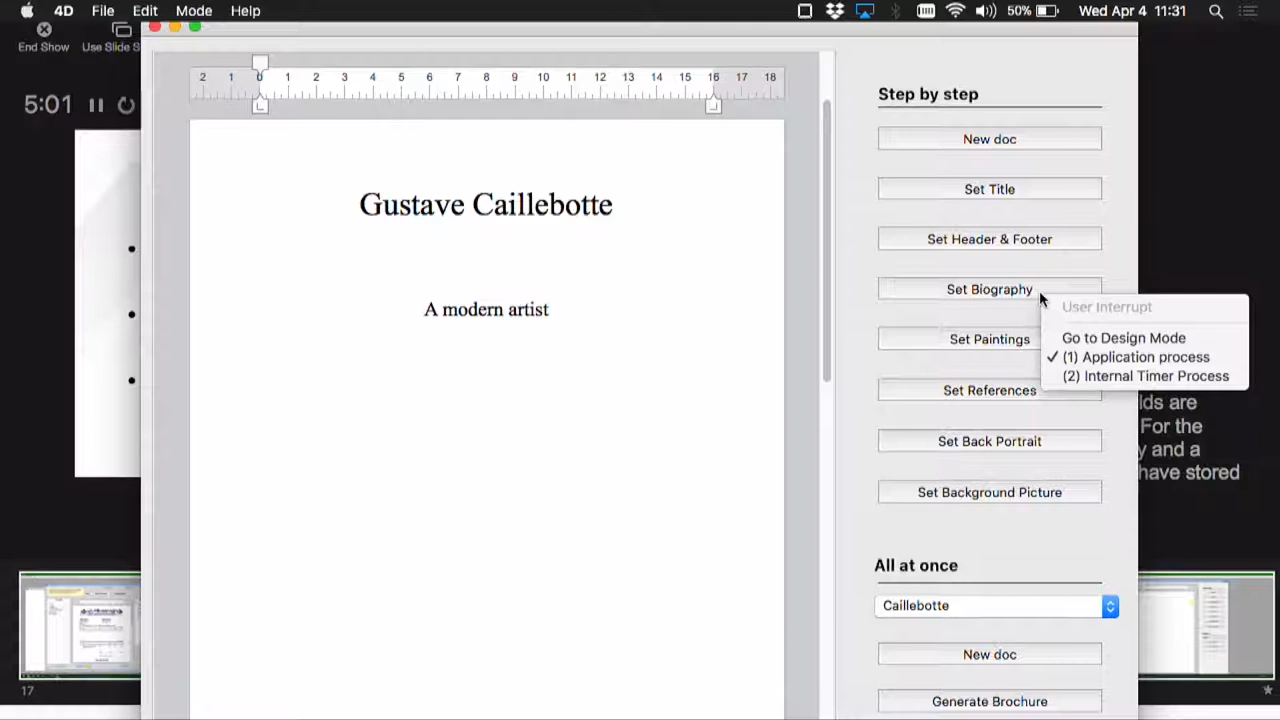 4D File Edit Mode Help 50% Wed Apr 4 11:31
End Show Use Slide S
5:01
2 1 0 1 2 3 4 5 6 7 8 9 10 11 12 13 14 15 16 17 18
Gustave Caillebotte
A modern artist
Step by step
New doc
Set Title
Set Header & Footer
Set Biography
User Interrupt
Go to Design Mode
(1) Application process
(2) Internal Timer Process
Set Paintings
Set References
Set Back Portrait
Set Background Picture
lds are
For the
y and a
have stored
All at once
Caillebotte
New doc
Generate Brochure
17